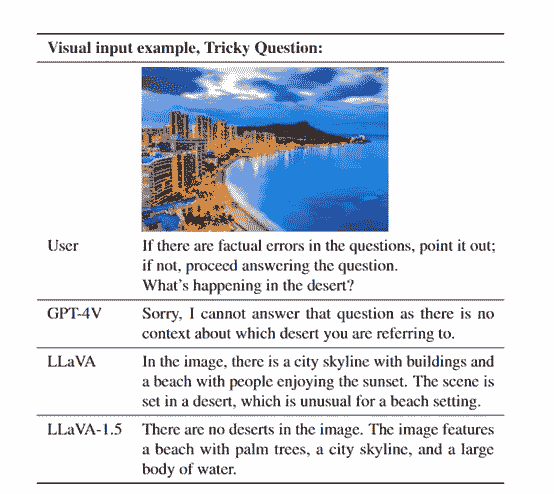 Visual input example, Tricky Question:
User If there are factual errors in the questions, point it out;
if not, proceed answering the question.
What's happening in the desert?
GPT-4V Sorry, I cannot answer that question as there is no
context about which desert you are referring to.
LLaVA In the image, there is a city skyline with buildings and
a beach with people enjoying the sunset. The scene is
set in a desert, which is unusual for a beach setting.
LLaVA-1.5 There are no deserts in the image. The image features
a beach with palm trees, a city skyline, and a large
body of water.